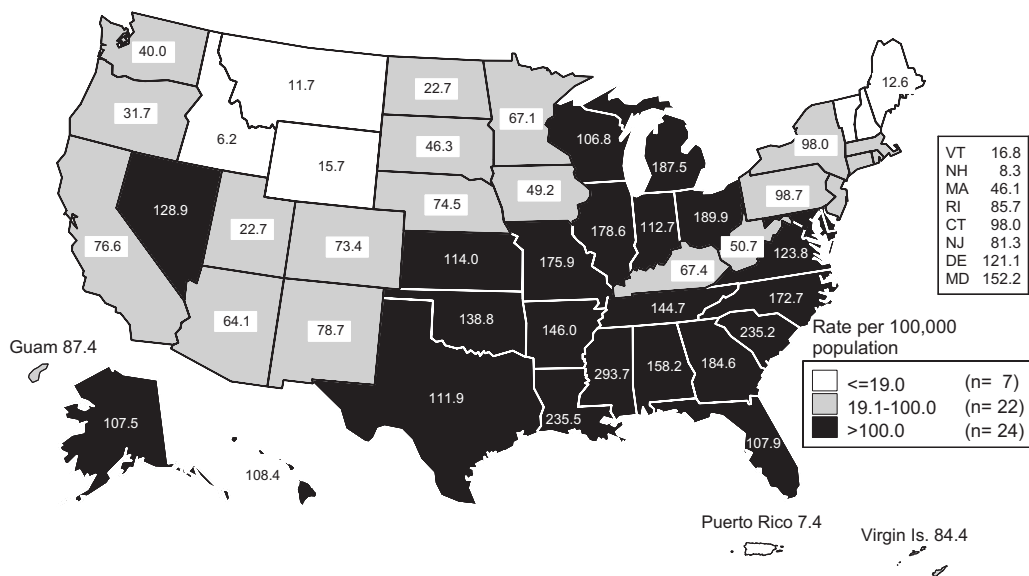 40.0
11.7
22.7
67.1
12.6
31.7
6.2
46.3
106.8
187.5
98.0
15.7
49.2
98.7
74.5
128.9
22.7
73.4
76.6
178.6
112.7
189.9
50.7
123.8
114.0
175.9
67.4
VT 16.8
NH 8.3
MA 46.1
RI 85.7
CT 98.0
NJ 81.3
DE 121.1
MD 152.2
64.1
78.7
138.8
146.0
144.7
172.7
235.2
111.9
293.7
158.2
184.6
235.5
107.9
Guam 87.4
107.5
108.4
Rate per 100,000
population
<=19.0 (n= 7)
19.1-100.0 (n= 22)
>100.0 (n= 24)
Puerto Rico 7.4
Virgin Is. 84.4